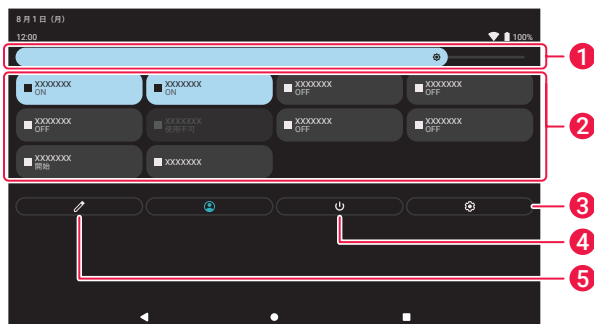 8月1日（月）
12:00 100%
1
XXXXXXX XXXXXXX XXXXXXX XXXXXXX
ON ON OFF OFF
2
XXXXXXX XXXXXXX XXXXXXX XXXXXXX
OFF 使用不可 OFF OFF
XXXXXXX XXXXXXX
開始
3
4
5